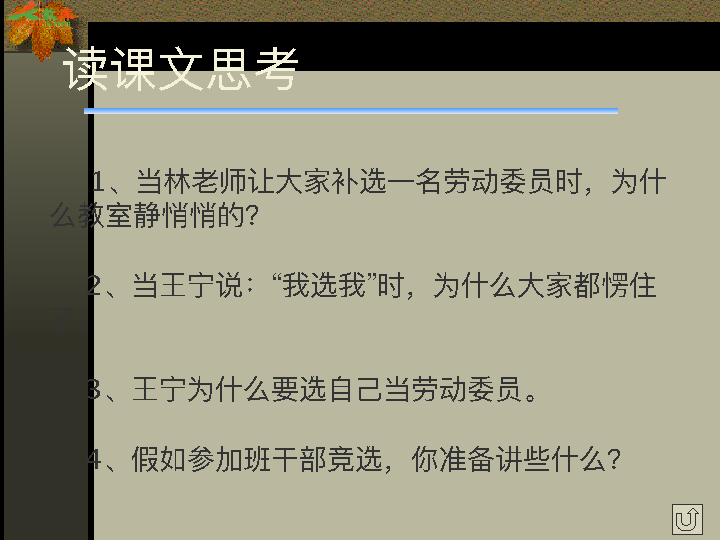 读课文思考
1、当林老师让大家补选一名劳动委员时，为什
么教室静悄悄的？
2、当王宁说：“我选我”时，为什么大家都愣住
3、王宁为什么要选自己当劳动委员。
4、假如参加班干部竞选，你准备讲些什么？